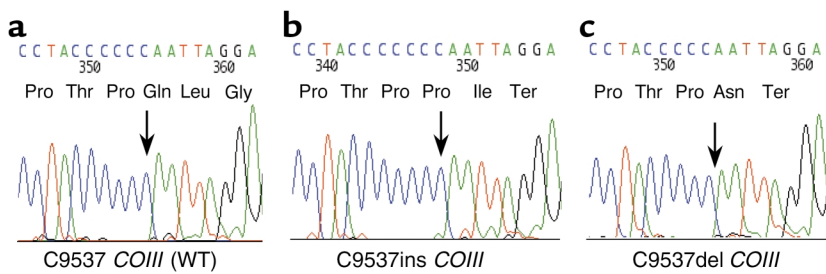 a
C C T A C C C C C C A A T T A G G A
350 360
Pro Thr Pro Gln Leu Gly
C9537 COIII (WT)
b
C C T A C C C C C C C A A T T A G G A
340 350
Pro Thr Pro Pro Ile Ter
C9537ins COIII
c
C C T A C C C C C A A T T A G G A
350 360
Pro Thr Pro Asn Ter
C9537del COIII